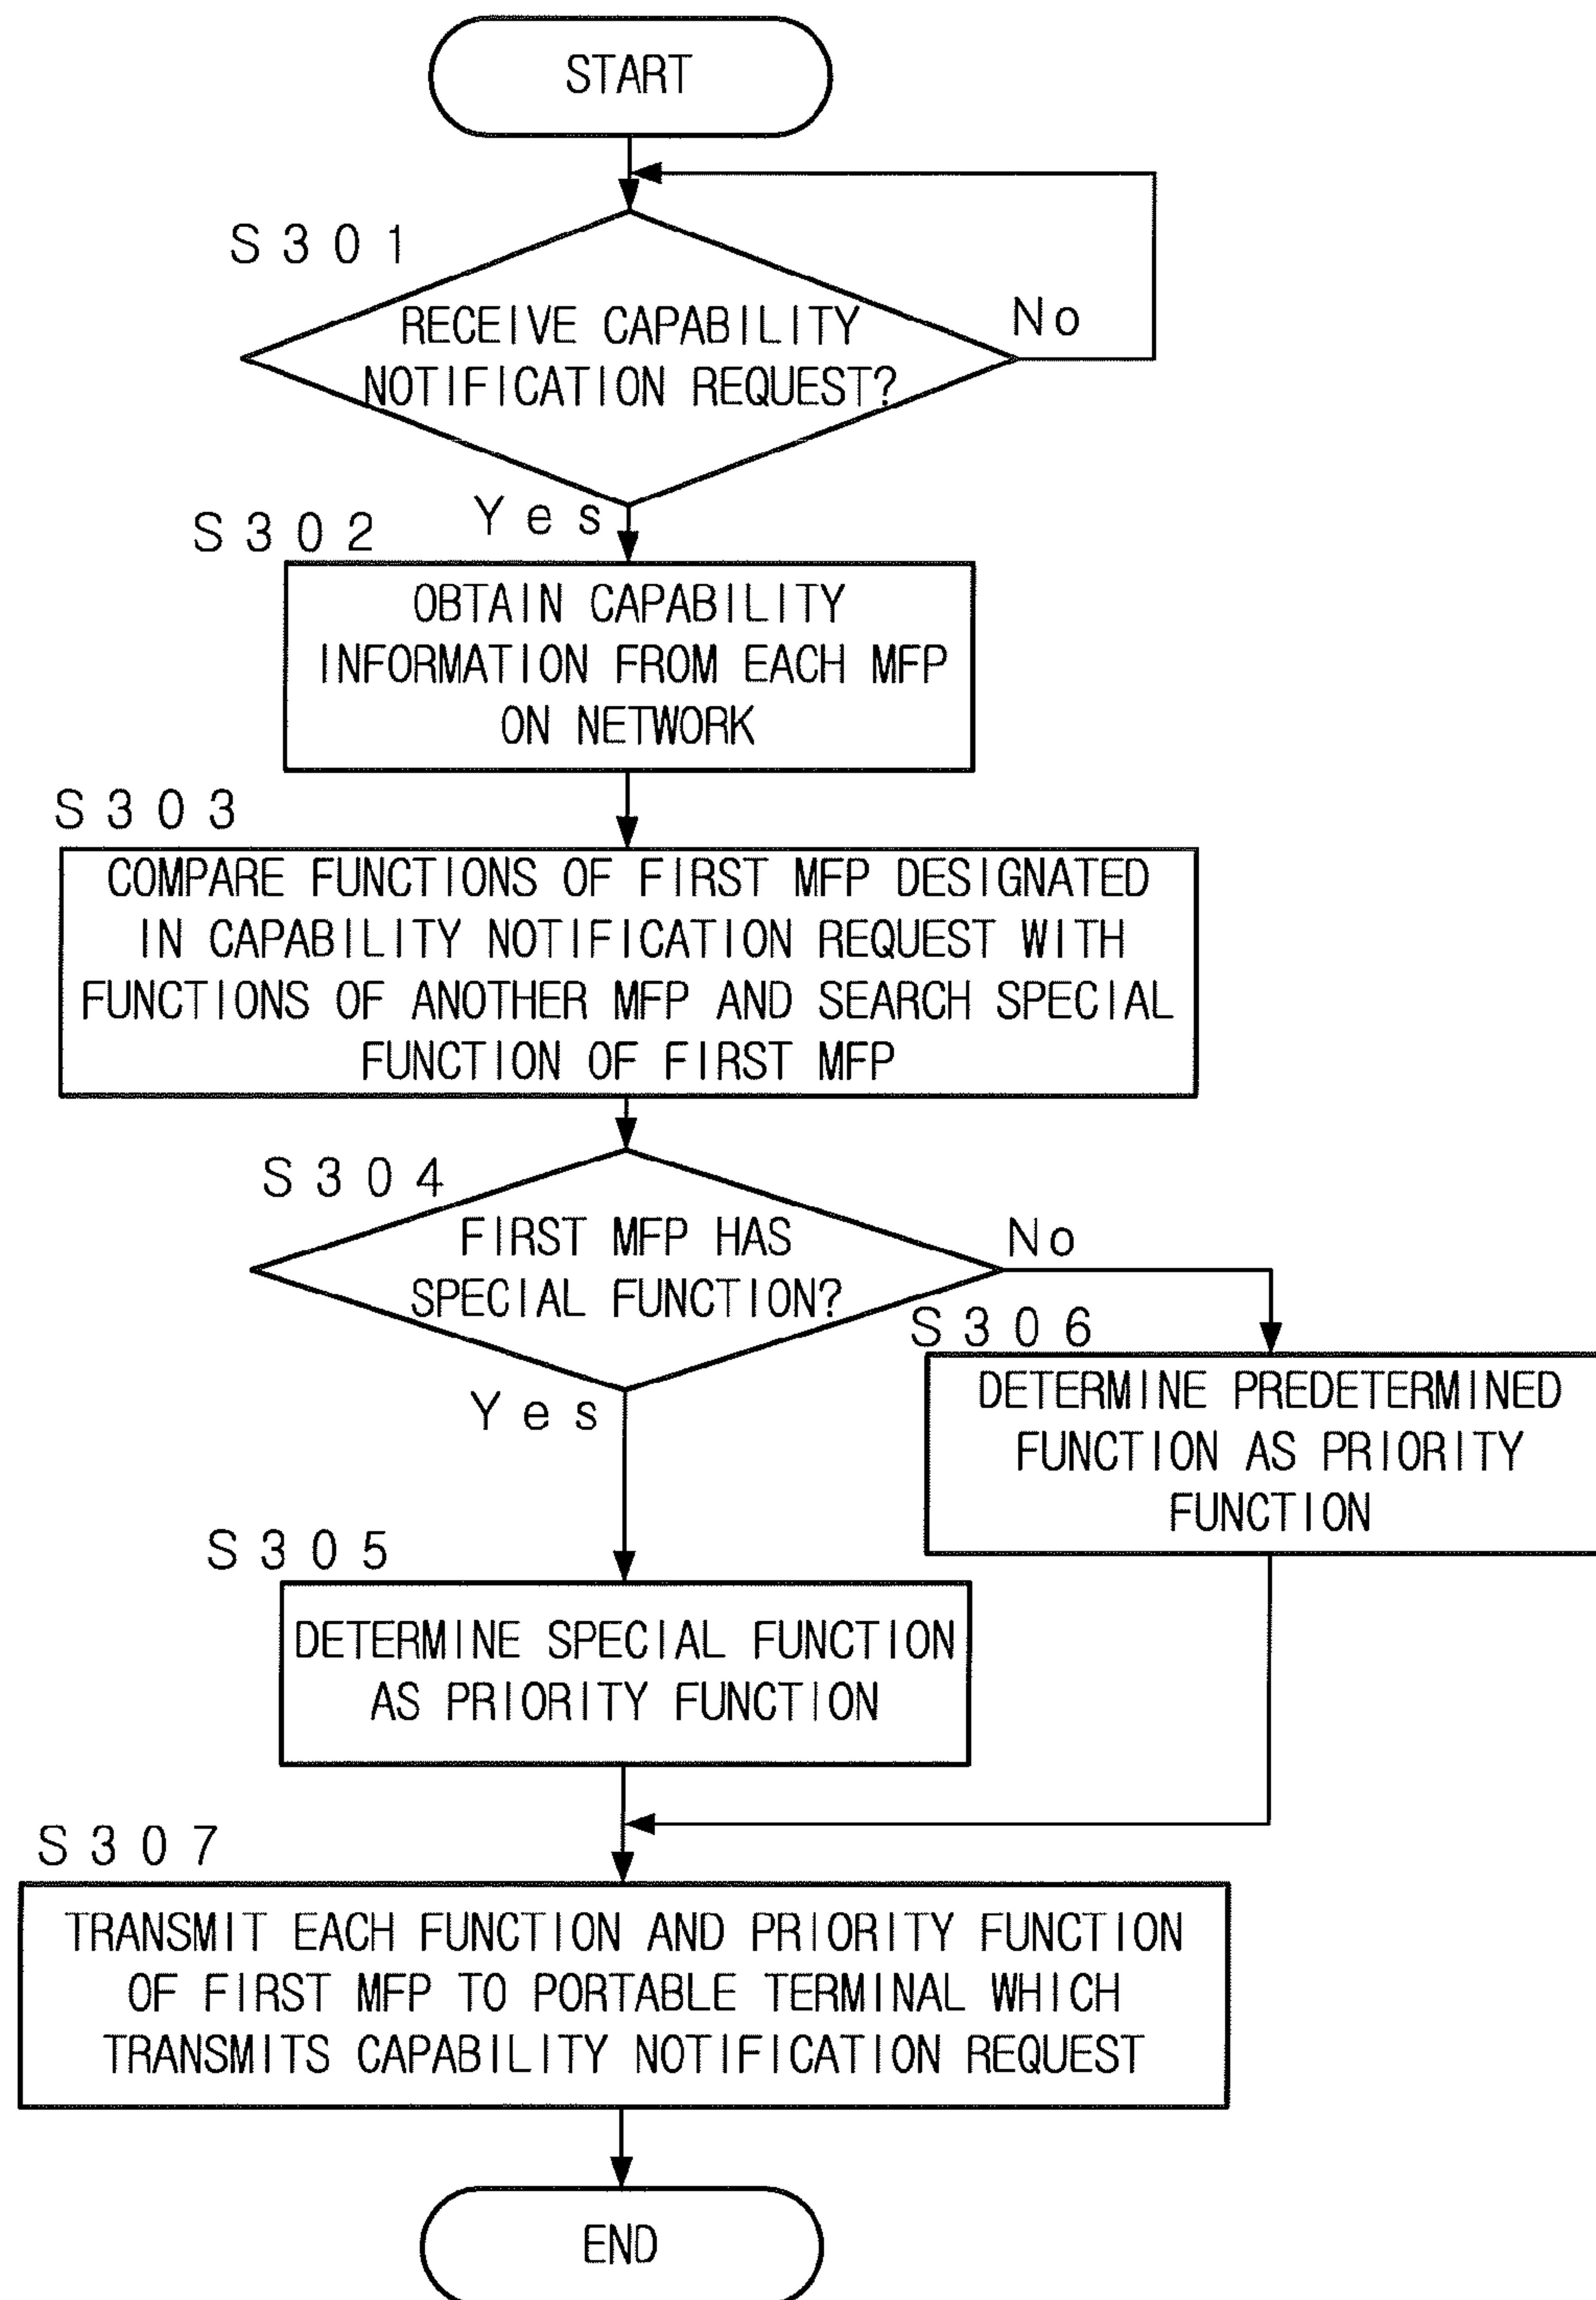 START
S301
RECEIVE CAPABILITY
NOTIFICATION REQUEST?
No
Yes
S302
OBTAIN CAPABILITY
INFORMATION FROM EACH MFP
ON NETWORK
S303
COMPARE FUNCTIONS OF FIRST MFP DESIGNATED
IN CAPABILITY NOTIFICATION REQUEST WITH
FUNCTIONS OF ANOTHER MFP AND SEARCH SPECIAL
FUNCTION OF FIRST MFP
S304
FIRST MFP HAS
SPECIAL FUNCTION?
No
Yes
S306
DETERMINE PREDETERMINED
FUNCTION AS PRIORITY
FUNCTION
S305
DETERMINE SPECIAL FUNCTION
AS PRIORITY FUNCTION
S307
TRANSMIT EACH FUNCTION AND PRIORITY FUNCTION
OF FIRST MFP TO PORTABLE TERMINAL WHICH
TRANSMITS CAPABILITY NOTIFICATION REQUEST
END